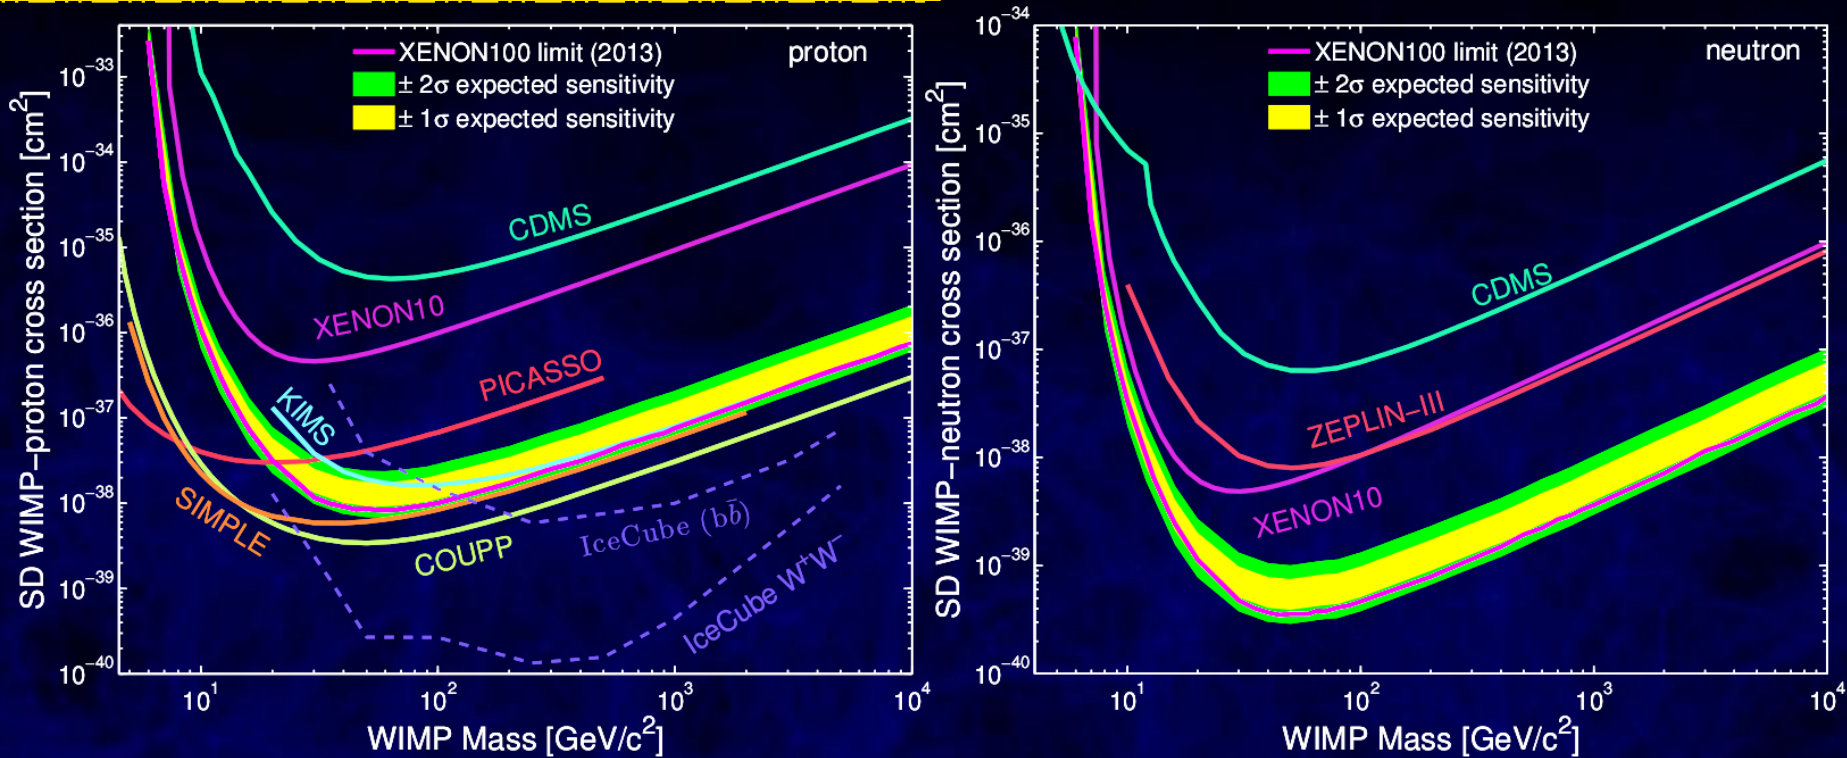 XENON100 limit (2013)
± 2σ expected sensitivity
± 1σ expected sensitivity
proton
SD WIMP−proton cross section [cm²]
10⁻³³
10⁻³⁴
10⁻³⁵
10⁻³⁶
10⁻³⁷
10⁻³⁸
10⁻³⁹
10⁻⁴⁰
CDMS
XENON10
PICASSO
KIMS
SIMPLE
COUPP
IceCube (bb̄)
IceCube W⁺W⁻
10¹
10²
10³
10⁴
WIMP Mass [GeV/c²]
XENON100 limit (2013)
± 2σ expected sensitivity
± 1σ expected sensitivity
neutron
SD WIMP−neutron cross section [cm²]
10⁻³⁴
10⁻³⁵
10⁻³⁶
10⁻³⁷
10⁻³⁸
10⁻³⁹
10⁻⁴⁰
CDMS
ZEPLIN−III
XENON10
10¹
10²
10³
10⁴
WIMP Mass [GeV/c²]